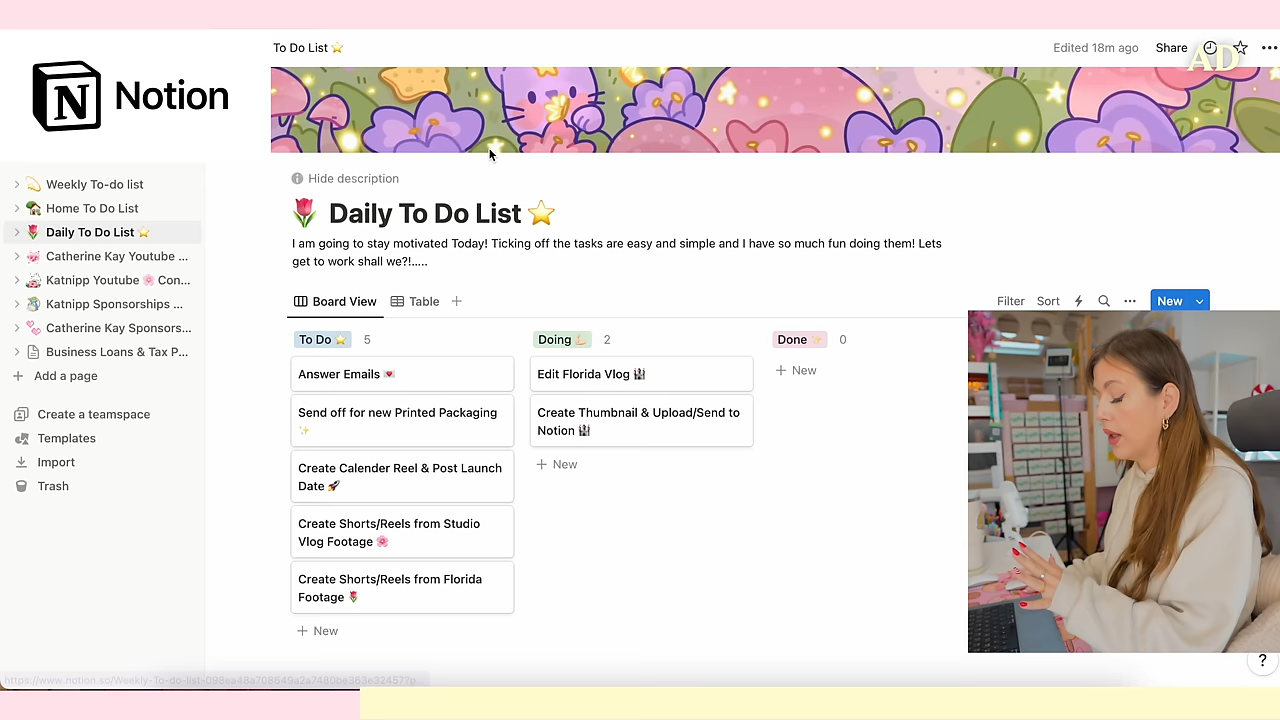 To Do List ⭐
Edited 18m ago
Share
AD
Notion
Hide description
🌷 Daily To Do List ⭐
I am going to stay motivated Today! Ticking off the tasks are easy and simple and I have so much fun doing them! Lets
get to work shall we?!.....
Weekly To-do list
Home To Do List
Daily To Do List ⭐
Catherine Kay Youtube ...
Katnipp Youtube 🌸 Con...
Katnipp Sponsorships ...
Catherine Kay Sponsors...
Business Loans & Tax P...
Add a page
Create a teamspace
Templates
Import
Trash
Board View
Table
Filter
Sort
New
To Do ⭐ 5
Answer Emails 💌
Send off for new Printed Packaging
✨
Create Calender Reel & Post Launch
Date 🚀
Create Shorts/Reels from Studio
Vlog Footage 🌸
Create Shorts/Reels from Florida
Footage 🌷
New
Doing 💪 2
Edit Florida Vlog 🏰
Create Thumbnail & Upload/Send to
Notion 🏰
New
Done ✨ 0
New
?